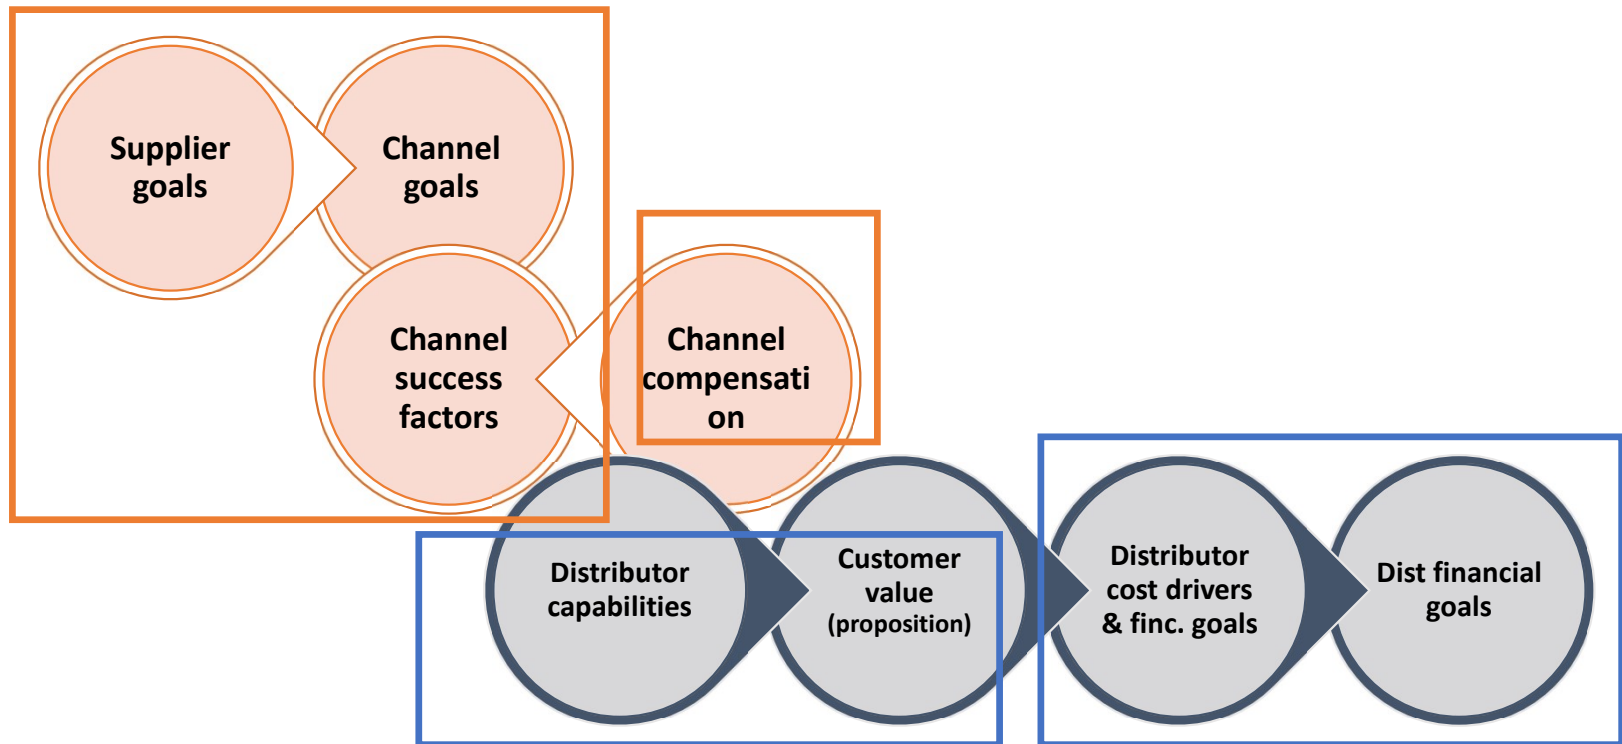 Supplier
goals
Channel
goals
Channel
success
factors
Channel
compensati
on
Distributor
capabilities
Customer
value
(proposition)
Distributor
cost drivers
& finc. goals
Dist financial
goals